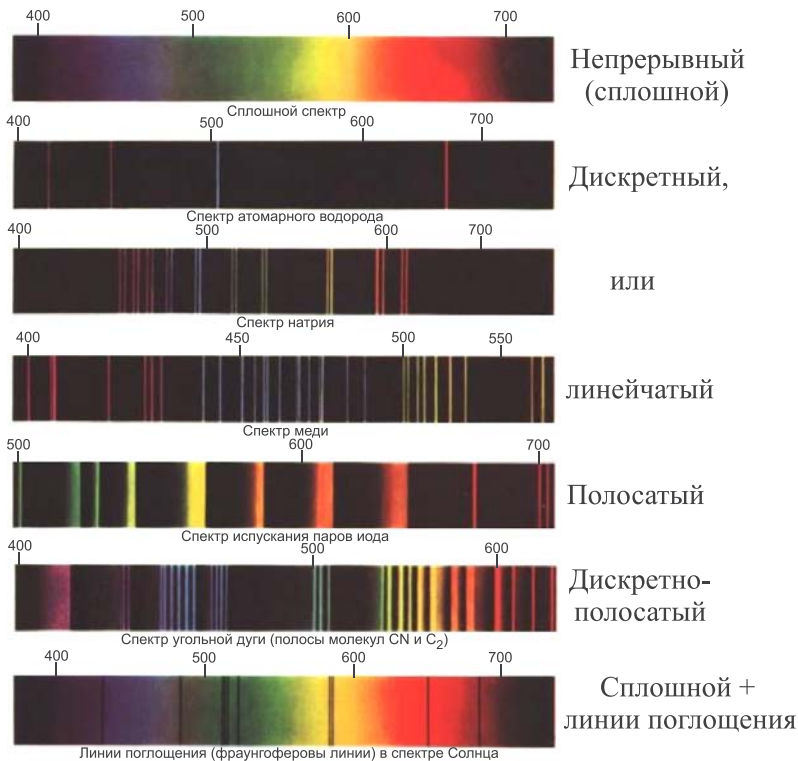 400 500 600 700
Непрерывный
(сплошной)
Сплошной спектр
400 500 600 700
Дискретный,
Спектр атомарного водорода
400 500 600 700
или
Спектр натрия
400 450 500 550
линейчатый
Спектр меди
500 600 700
Полосатый
Спектр испускания паров иода
400 500 600
Дискретно-
полосатый
Спектр угольной дуги (полосы молекул CN и C₂)
400 500 600 700
Сплошной +
линии поглощения
Линии поглощения (фраунгоферовы линии) в спектре Солнца